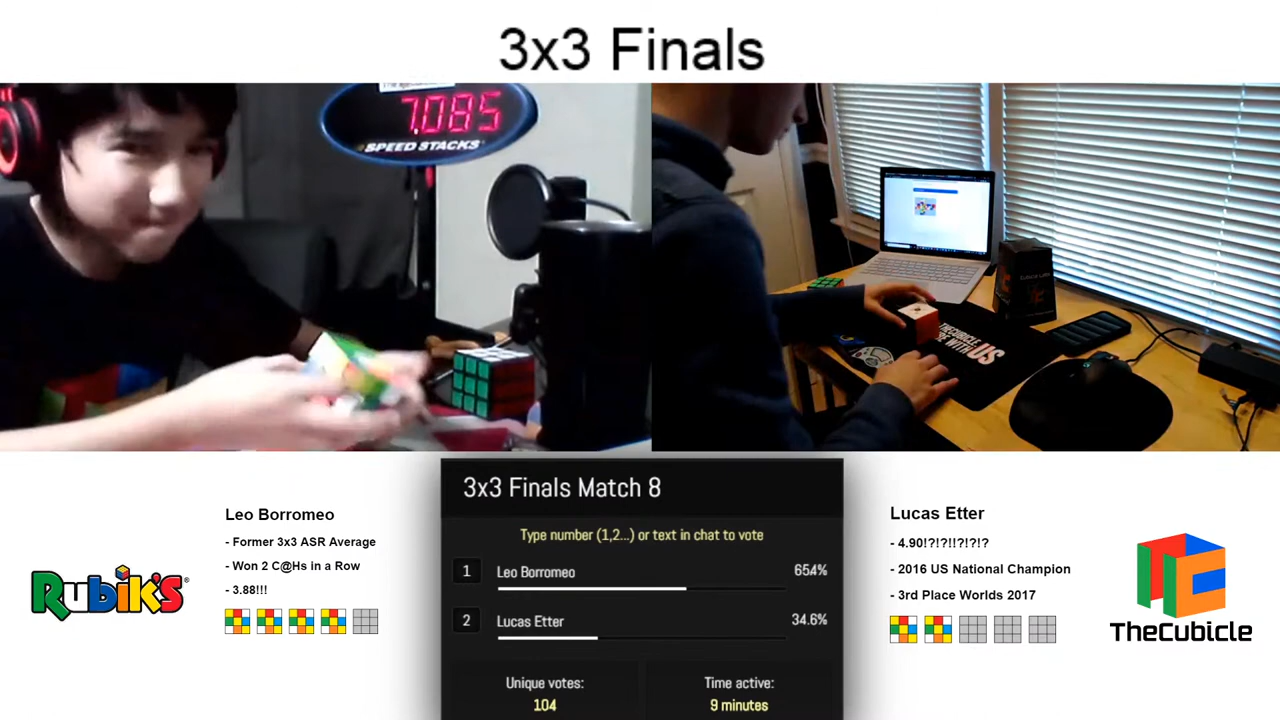 3x3 Finals
7.085
SPEED STACKS
THECUBICLE
US
3x3 Finals Match 8
Type number (1,2...) or text in chat to vote
1 Leo Borromeo 65.4%
2 Lucas Etter 34.6%
Unique votes: Time active:
104 9 minutes
Leo Borromeo
- Former 3x3 ASR Average
- Won 2 C@Hs in a Row
- 3.88!!!
RUBIK'S®
Lucas Etter
- 4.90!?!?!!?!?!?
- 2016 US National Champion
- 3rd Place Worlds 2017
TheCubicle